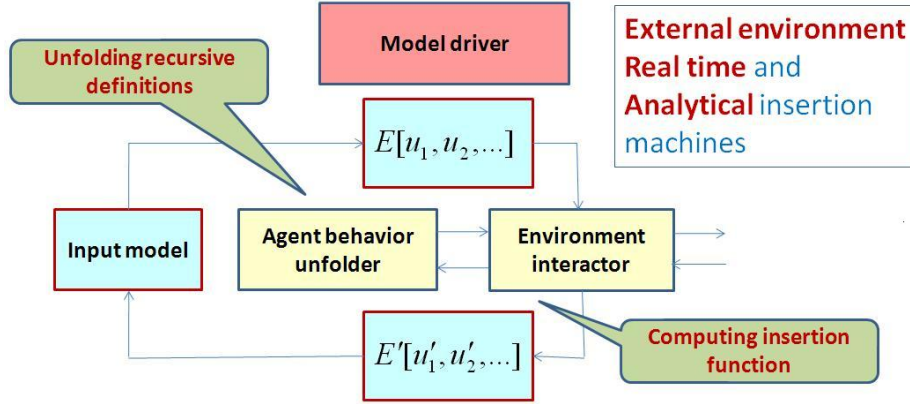 Model driver
External environment
Real time and
Analytical insertion
machines
Unfolding recursive
definitions
E[u₁, u₂,...]
Input model
Agent behavior
unfolder
Environment
interactor
E'[u'₁, u'₂,...]
Computing insertion
function